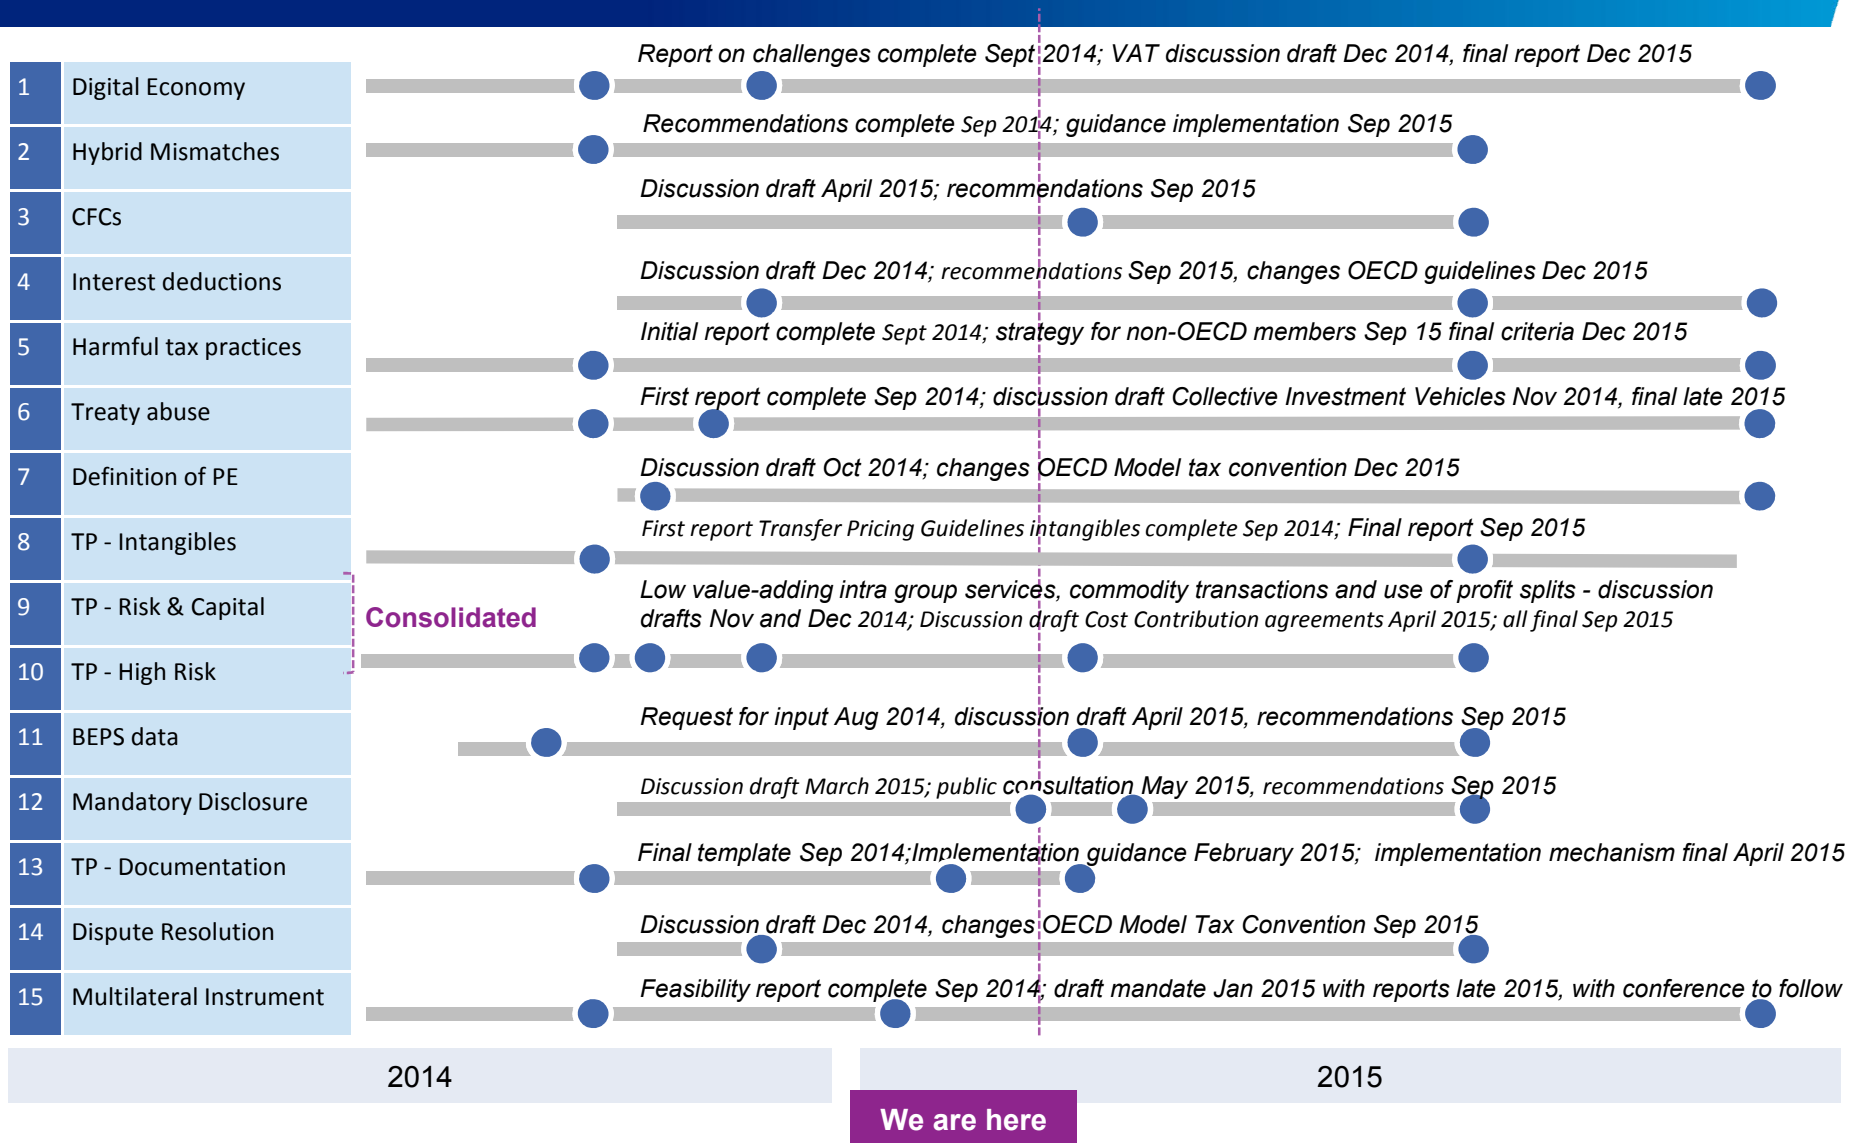 Report on challenges complete Sept 2014; VAT discussion draft Dec 2014, final report Dec 2015
1 Digital Economy
Recommendations complete Sep 2014; guidance implementation Sep 2015
2 Hybrid Mismatches
Discussion draft April 2015; recommendations Sep 2015
3 CFCs
Discussion draft Dec 2014; recommendations Sep 2015, changes OECD guidelines Dec 2015
4 Interest deductions
Initial report complete Sept 2014; strategy for non-OECD members Sep 15 final criteria Dec 2015
5 Harmful tax practices
First report complete Sep 2014; discussion draft Collective Investment Vehicles Nov 2014, final late 2015
6 Treaty abuse
Discussion draft Oct 2014; changes OECD Model tax convention Dec 2015
7 Definition of PE
First report Transfer Pricing Guidelines intangibles complete Sep 2014; Final report Sep 2015
8 TP - Intangibles
Low value-adding intra group services, commodity transactions and use of profit splits - discussion
drafts Nov and Dec 2014; Discussion draft Cost Contribution agreements April 2015; all final Sep 2015
9 TP - Risk & Capital
Consolidated
10 TP - High Risk
Request for input Aug 2014, discussion draft April 2015, recommendations Sep 2015
11 BEPS data
Discussion draft March 2015; public consultation May 2015, recommendations Sep 2015
12 Mandatory Disclosure
Final template Sep 2014;Implementation guidance February 2015; implementation mechanism final April 2015
13 TP - Documentation
Discussion draft Dec 2014, changes OECD Model Tax Convention Sep 2015
14 Dispute Resolution
Feasibility report complete Sep 2014; draft mandate Jan 2015 with reports late 2015, with conference to follow
15 Multilateral Instrument
2014
2015
We are here